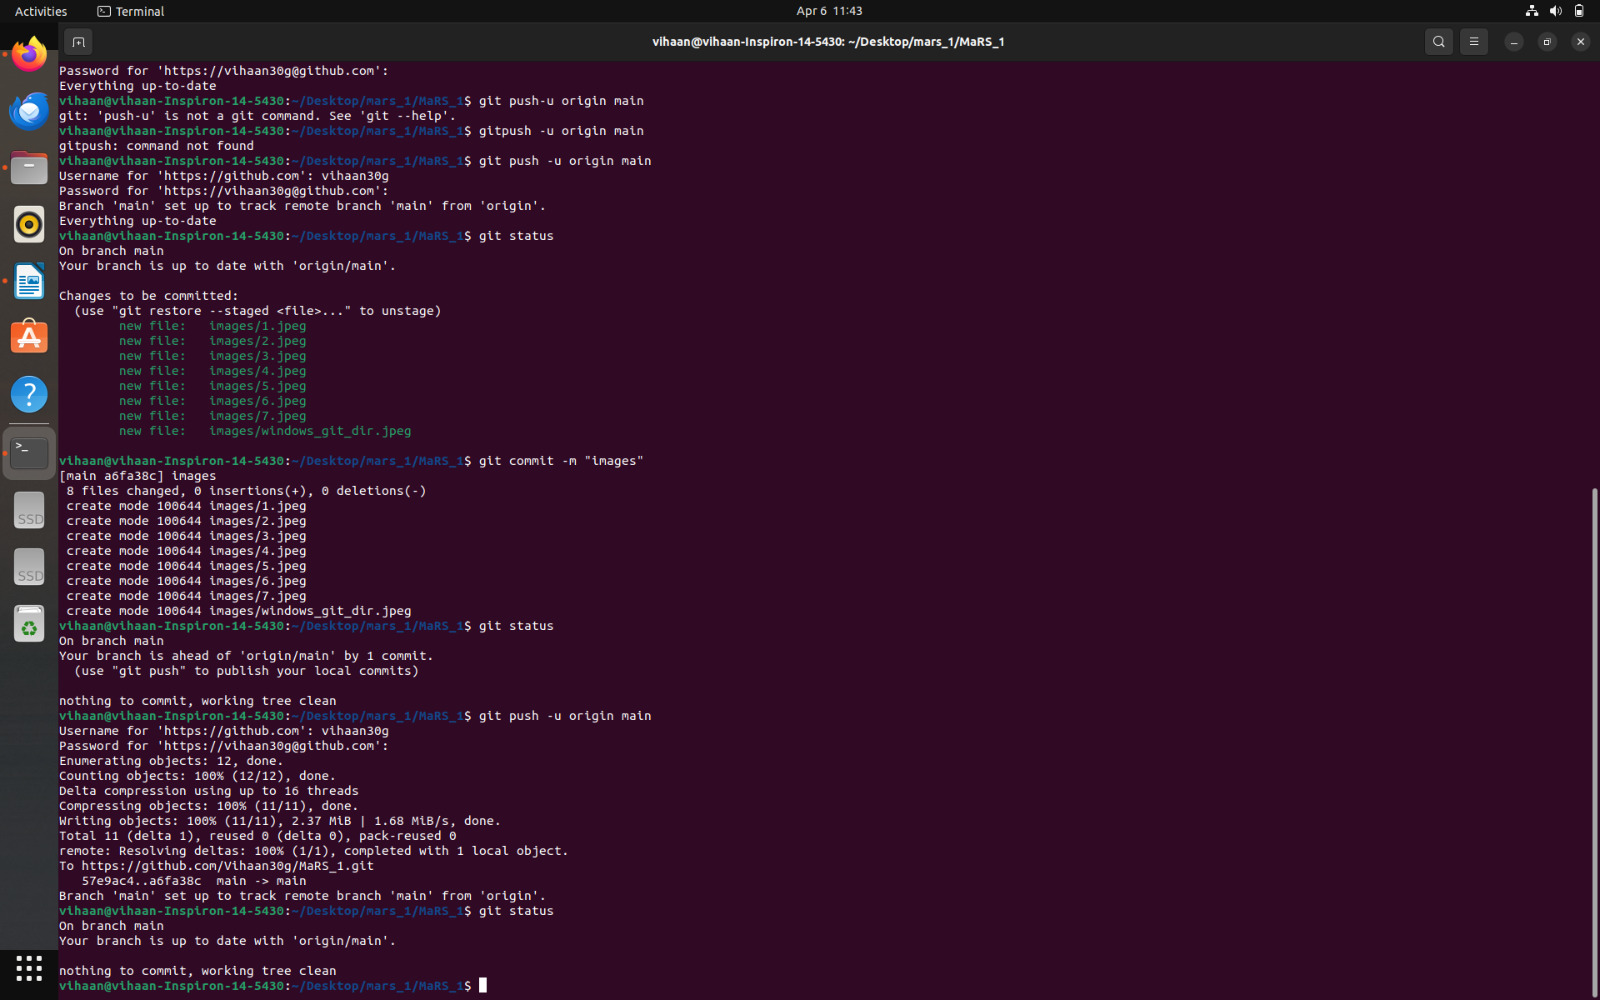 Activities
Terminal
Apr 6 11:43
vihaan@vihaan-Inspiron-14-5430: ~/Desktop/mars_1/MaRS_1
Password for 'https://vihaan30g@github.com':
Everything up-to-date
vihaan@vihaan-Inspiron-14-5430:~/Desktop/mars_1/MaRS_1$ git push-u origin main
git: 'push-u' is not a git command. See 'git --help'.
vihaan@vihaan-Inspiron-14-5430:~/Desktop/mars_1/MaRS_1$ gitpush -u origin main
gitpush: command not found
vihaan@vihaan-Inspiron-14-5430:~/Desktop/mars_1/MaRS_1$ git push -u origin main
Username for 'https://github.com': vihaan30g
Password for 'https://vihaan30g@github.com':
Branch 'main' set up to track remote branch 'main' from 'origin'.
Everything up-to-date
vihaan@vihaan-Inspiron-14-5430:~/Desktop/mars_1/MaRS_1$ git status
On branch main
Your branch is up to date with 'origin/main'.
Changes to be committed:
(use "git restore --staged <file>..." to unstage)
new file: images/1.jpeg
new file: images/2.jpeg
new file: images/3.jpeg
new file: images/4.jpeg
new file: images/5.jpeg
new file: images/6.jpeg
new file: images/7.jpeg
new file: images/windows_git_dir.jpeg
vihaan@vihaan-Inspiron-14-5430:~/Desktop/mars_1/MaRS_1$ git commit -m "images"
[main a6fa38c] images
8 files changed, 0 insertions(+), 0 deletions(-)
create mode 100644 images/1.jpeg
create mode 100644 images/2.jpeg
create mode 100644 images/3.jpeg
create mode 100644 images/4.jpeg
create mode 100644 images/5.jpeg
create mode 100644 images/6.jpeg
create mode 100644 images/7.jpeg
create mode 100644 images/windows_git_dir.jpeg
vihaan@vihaan-Inspiron-14-5430:~/Desktop/mars_1/MaRS_1$ git status
On branch main
Your branch is ahead of 'origin/main' by 1 commit.
(use "git push" to publish your local commits)
nothing to commit, working tree clean
vihaan@vihaan-Inspiron-14-5430:~/Desktop/mars_1/MaRS_1$ git push -u origin main
Username for 'https://github.com': vihaan30g
Password for 'https://vihaan30g@github.com':
Enumerating objects: 12, done.
Counting objects: 100% (12/12), done.
Delta compression using up to 16 threads
Compressing objects: 100% (11/11), done.
Writing objects: 100% (11/11), 2.37 MiB | 1.68 MiB/s, done.
Total 11 (delta 1), reused 0 (delta 0), pack-reused 0
remote: Resolving deltas: 100% (1/1), completed with 1 local object.
To https://github.com/Vihaan30g/MaRS_1.git
57e9ac4..a6fa38c main -> main
Branch 'main' set up to track remote branch 'main' from 'origin'.
vihaan@vihaan-Inspiron-14-5430:~/Desktop/mars_1/MaRS_1$ git status
On branch main
Your branch is up to date with 'origin/main'.
nothing to commit, working tree clean
vihaan@vihaan-Inspiron-14-5430:~/Desktop/mars_1/MaRS_1$
SSD
SSD